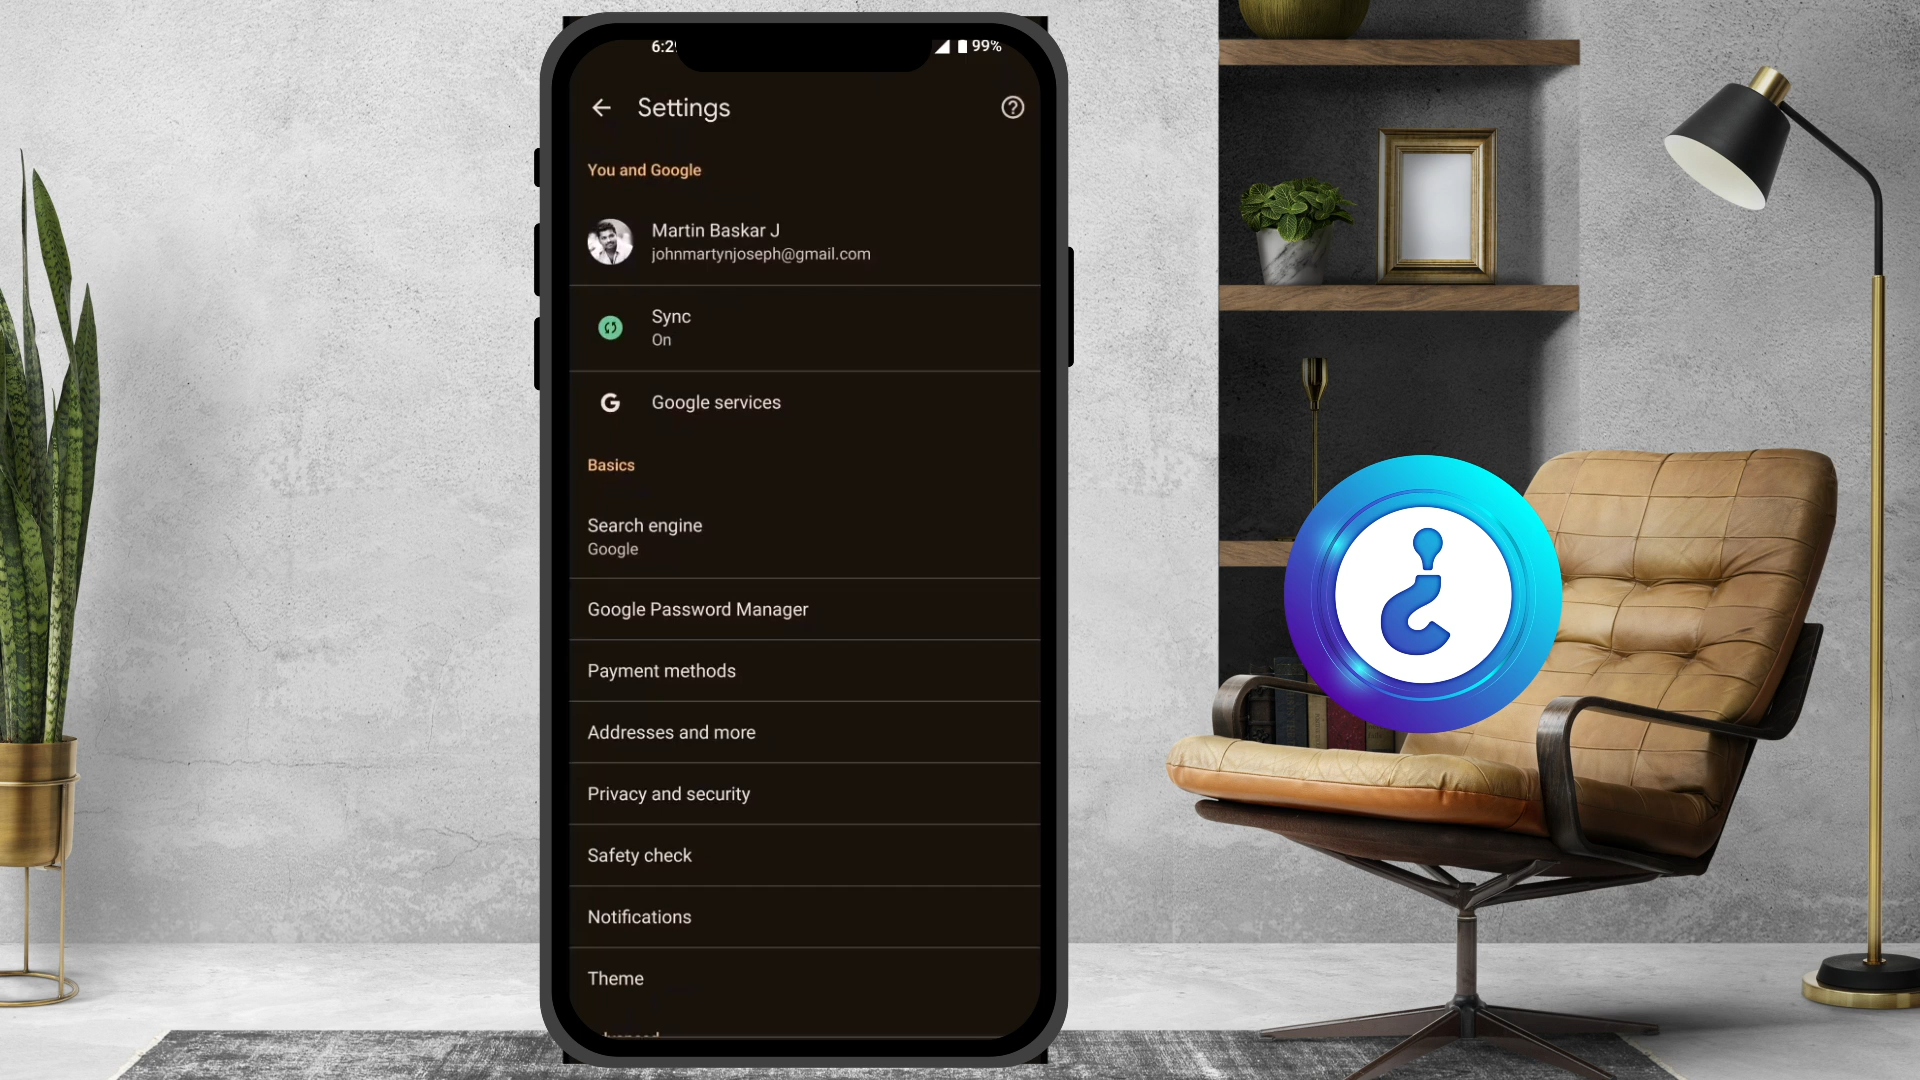 99%
Settings
You and Google
Martin Baskar J
johnmartynjoseph@gmail.com
Sync
On
Google services
Basics
Search engine
Google
Google Password Manager
Payment methods
Addresses and more
Privacy and security
Safety check
Notifications
Theme